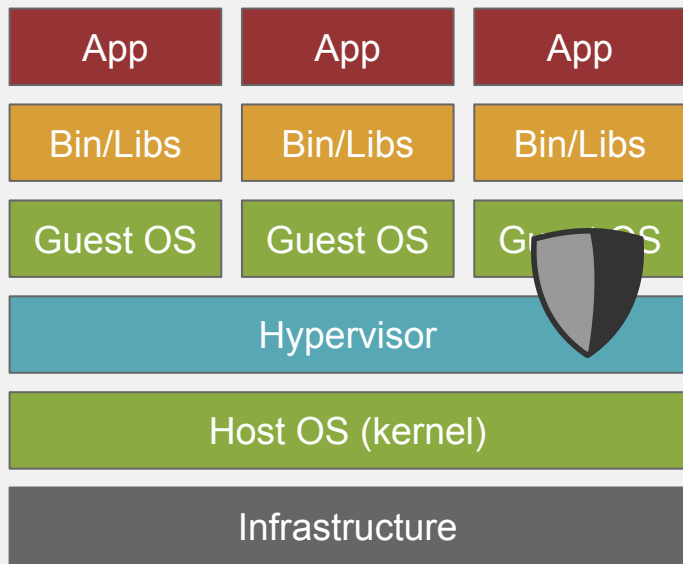 App App App
Bin/Libs Bin/Libs Bin/Libs
Guest OS Guest OS
Hypervisor
Host OS (kernel)
Infrastructure